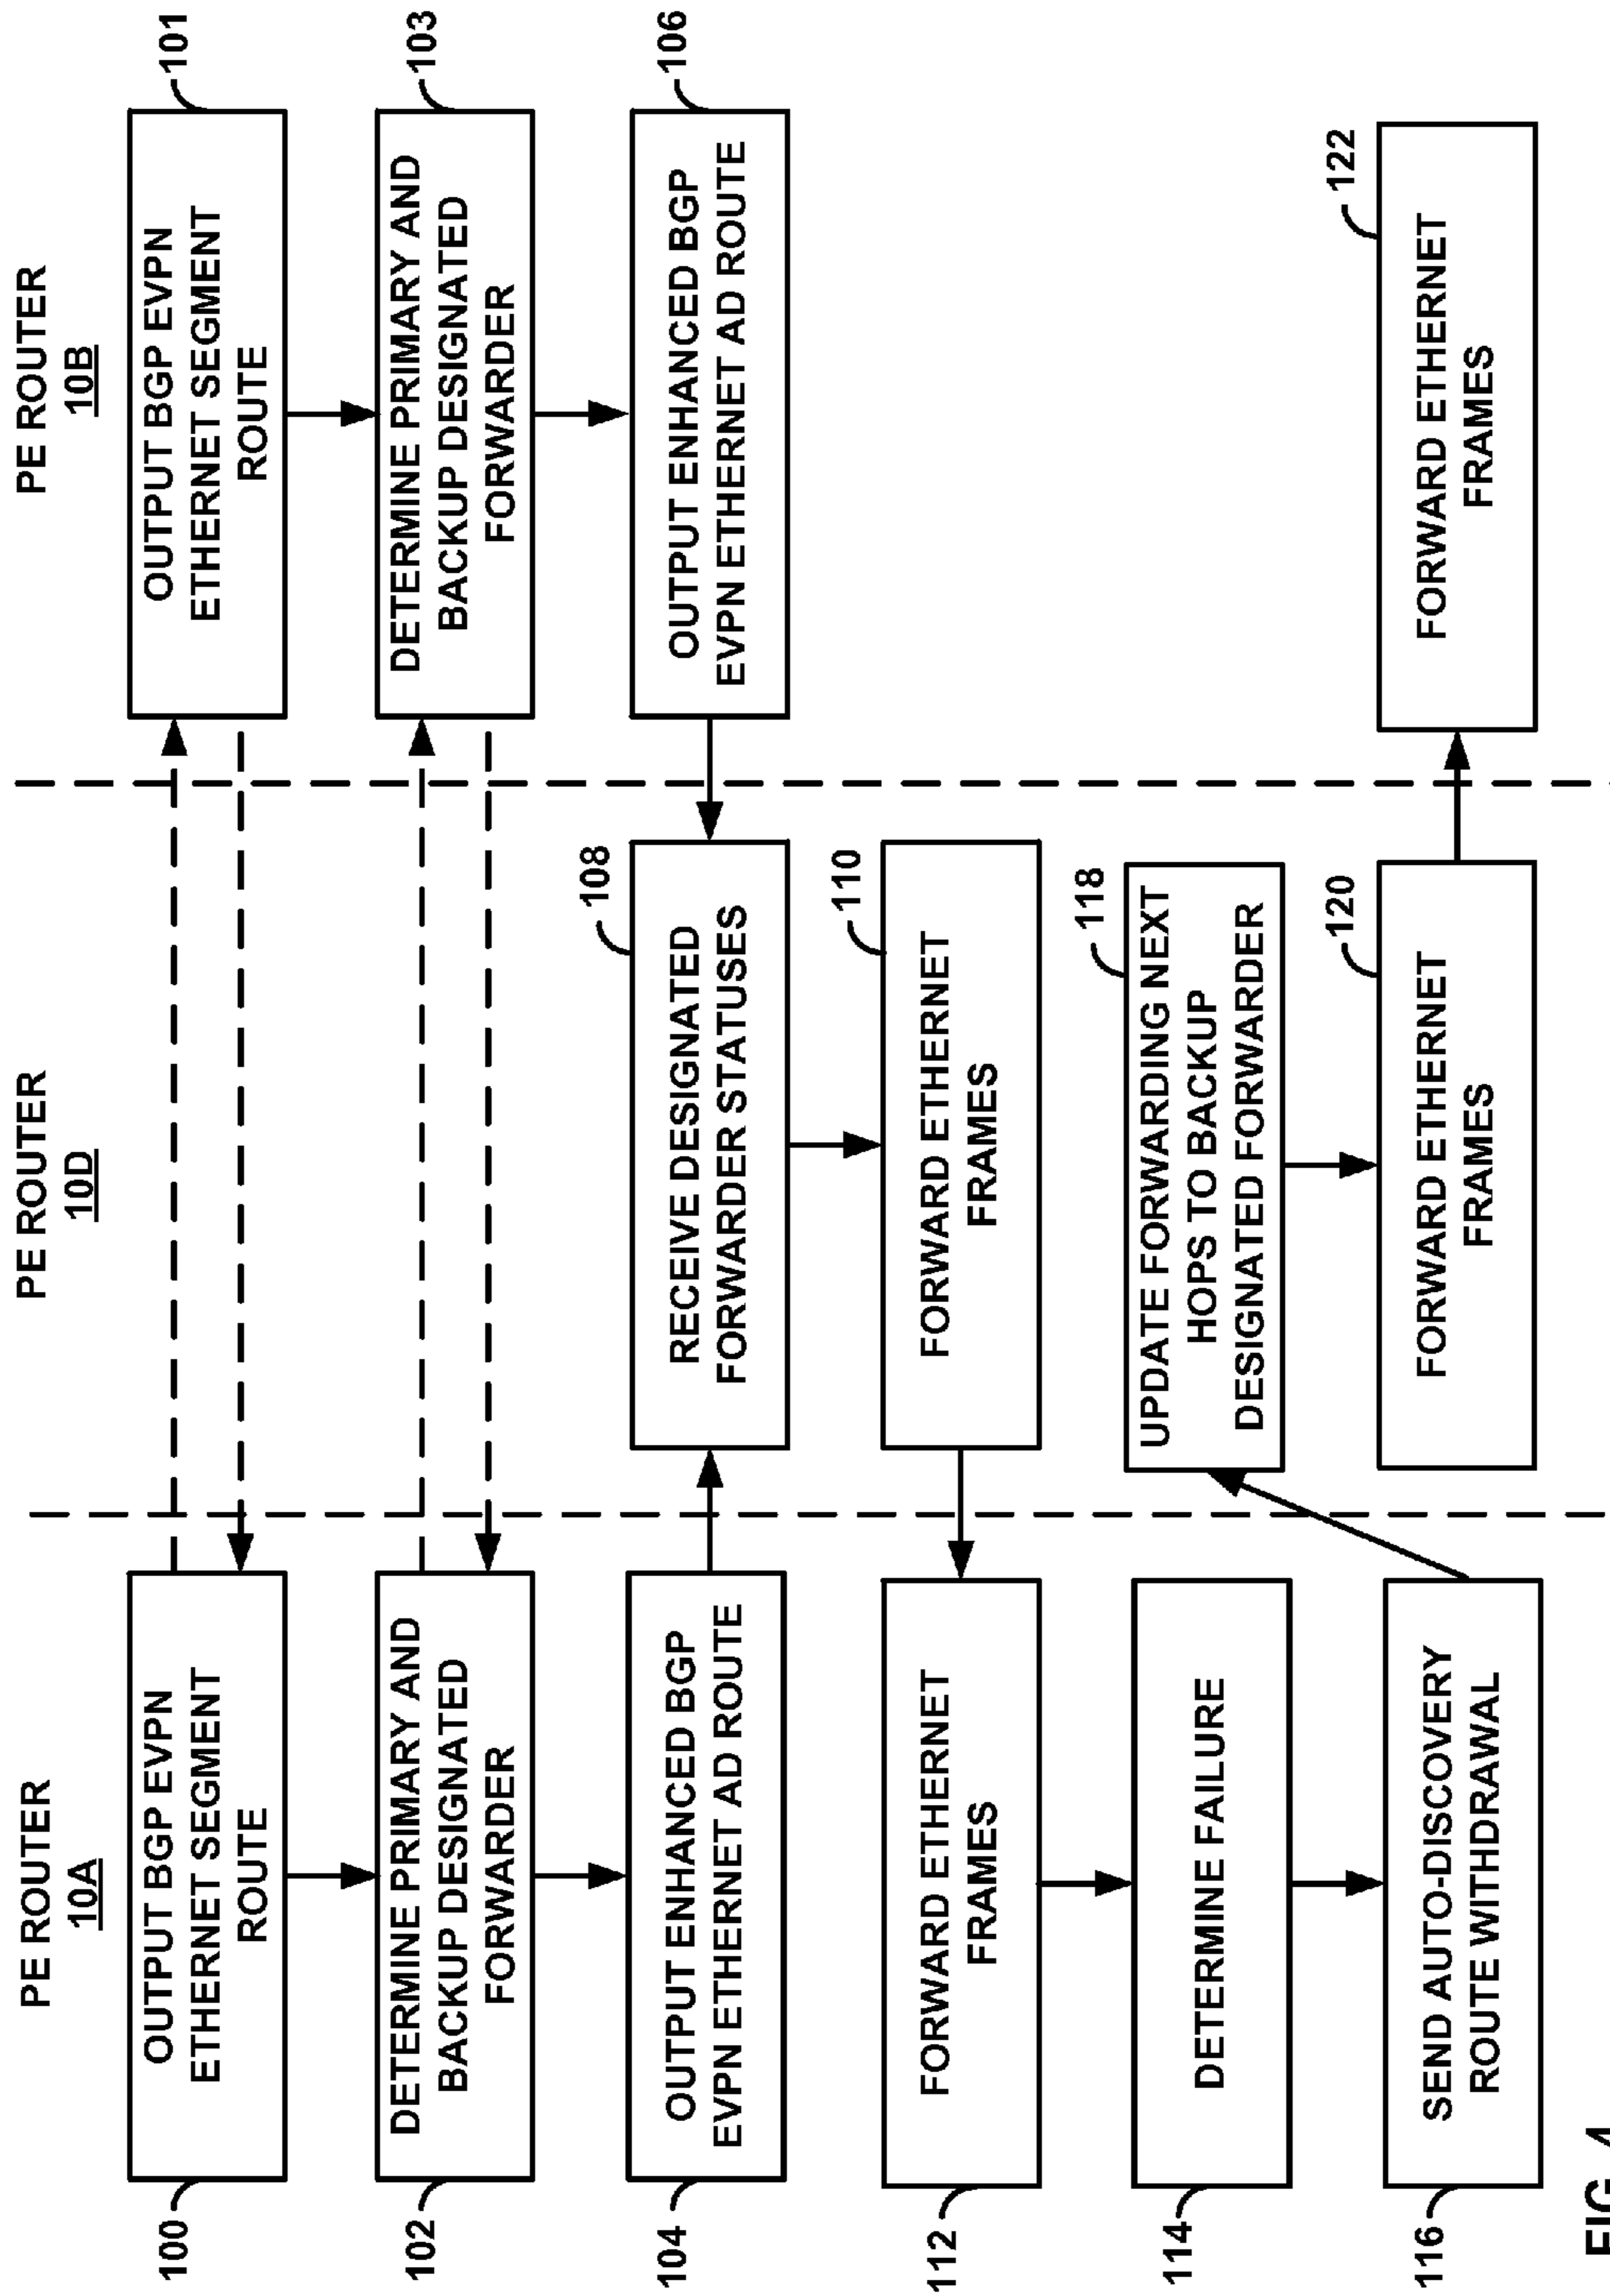 PE ROUTER
10A
PE ROUTER
10D
PE ROUTER
10B
100
OUTPUT BGP EVPN
ETHERNET SEGMENT
ROUTE
101
OUTPUT BGP EVPN
ETHERNET SEGMENT
ROUTE
102
DETERMINE PRIMARY AND
BACKUP DESIGNATED
FORWARDER
103
DETERMINE PRIMARY AND
BACKUP DESIGNATED
FORWARDER
104
OUTPUT ENHANCED BGP
EVPN ETHERNET AD ROUTE
108
RECEIVE DESIGNATED
FORWARDER STATUSES
106
OUTPUT ENHANCED BGP
EVPN ETHERNET AD ROUTE
110
FORWARD ETHERNET
FRAMES
112
FORWARD ETHERNET
FRAMES
114
DETERMINE FAILURE
118
UPDATE FORWARDING NEXT
HOPS TO BACKUP
DESIGNATED FORWARDER
116
SEND AUTO-DISCOVERY
ROUTE WITHDRAWAL
120
FORWARD ETHERNET
FRAMES
122
FORWARD ETHERNET
FRAMES
FIG. 4